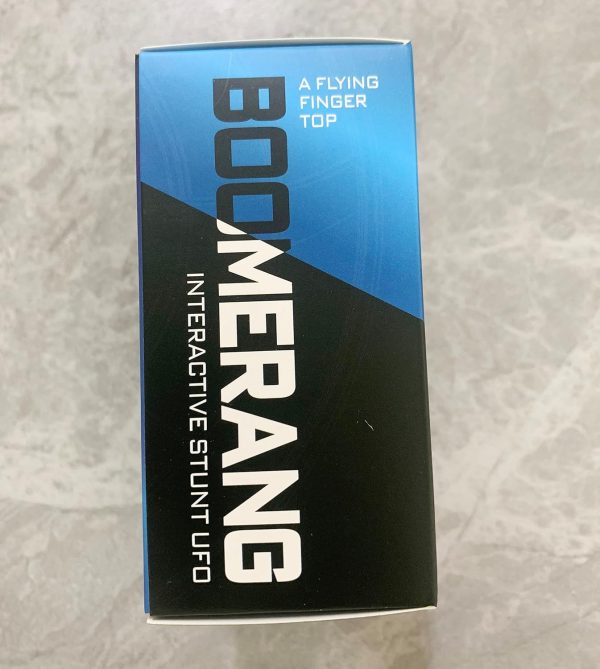 A FLYING
FINGER
TOP
BOOMERANG
INTERACTIVE STUNT UFO